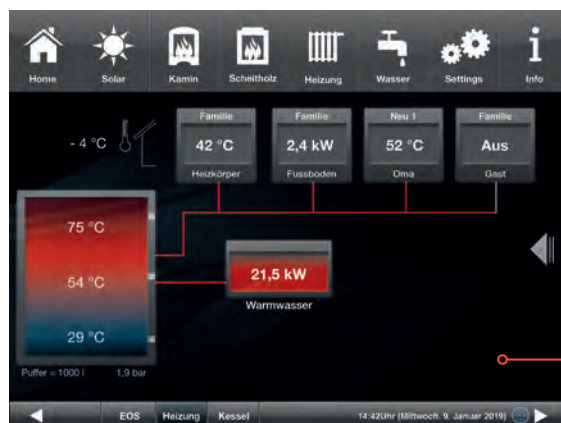 Home Solar Kamin Scheitholz Heizung Wasser Settings Info
Familie Familie Neu 1 Familie
- 4 °C 42 °C 2,4 kW 52 °C Aus
Heizkörper Fussboden Oma Gast
75 °C
54 °C 21,5 kW
Warmwasser
29 °C
Puffer = 1000 l 1,9 bar
EOS Heizung Kessel 14:42Uhr (Mittwoch, 9. Januar 2019)